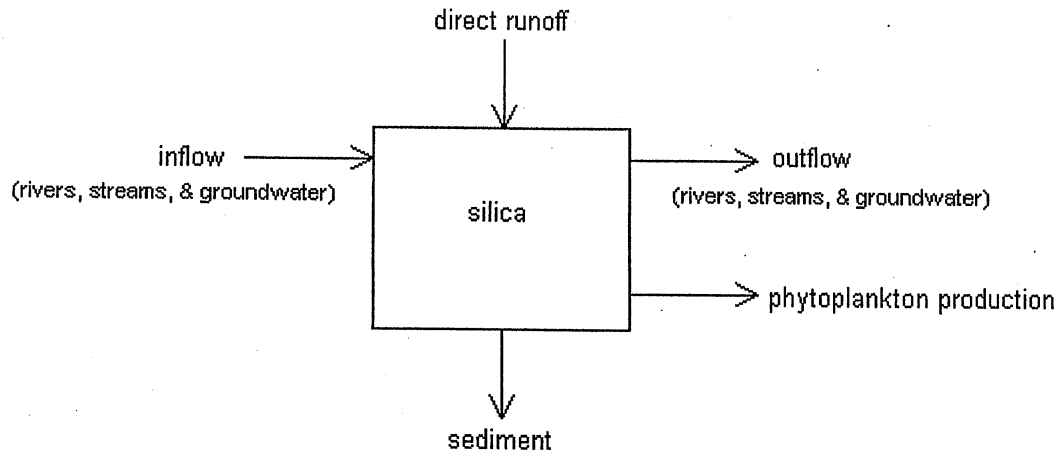 direct runoff
inflow
(rivers, streams, & groundwater)
outflow
(rivers, streams, & groundwater)
silica
phytoplankton production
sediment